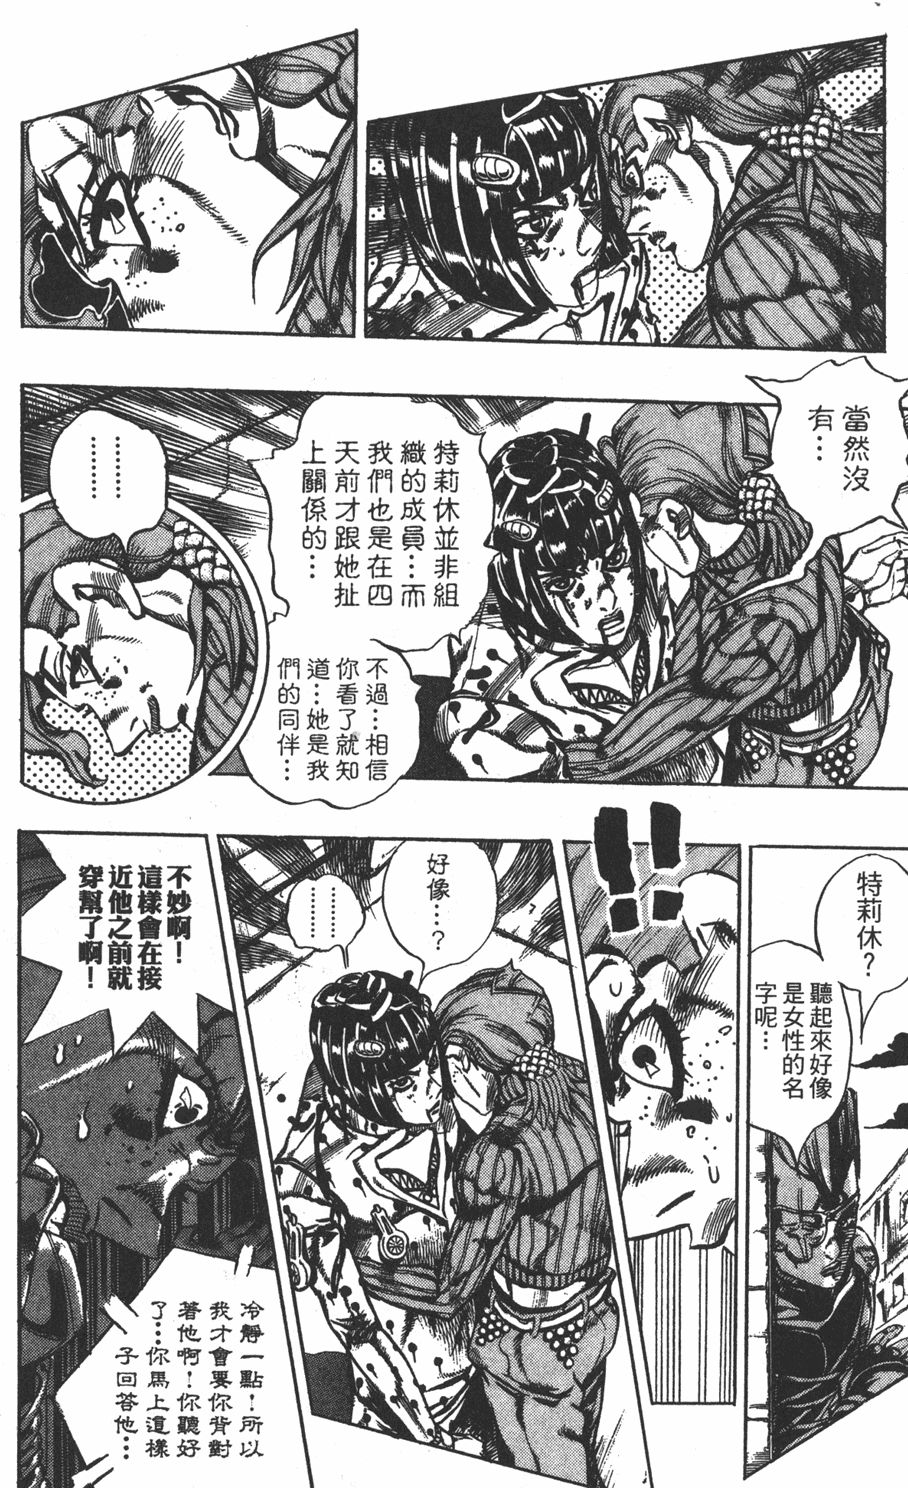 當然沒
有…
特莉休並非組
織的成員…而
我們也是在四
天前才跟她扯
上關係的…
不過…相信
你看了就知
道…她是我
們的同伴…
……
特莉休？
聽起來好像
是女性的名
字呢…
!!
好像…？
……
不妙啊！
這樣會在接
近他之前就
穿幫了啊！
冷靜一點！所以
我才會要你背對
著他啊！你聽好
了…你馬上這樣
子回答他…